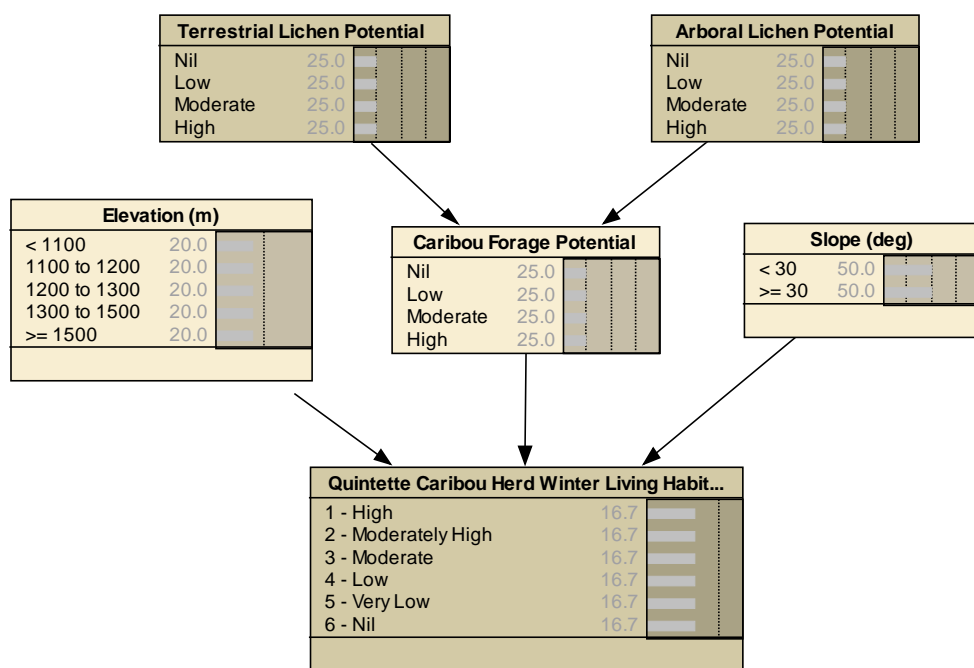 Terrestrial Lichen Potential
Nil 25.0
Low 25.0
Moderate 25.0
High 25.0
Arboral Lichen Potential
Nil 25.0
Low 25.0
Moderate 25.0
High 25.0
Elevation (m)
< 1100 20.0
1100 to 1200 20.0
1200 to 1300 20.0
1300 to 1500 20.0
>= 1500 20.0
Caribou Forage Potential
Nil 25.0
Low 25.0
Moderate 25.0
High 25.0
Slope (deg)
< 30 50.0
>= 30 50.0
Quintette Caribou Herd Winter Living Habit...
1 - High 16.7
2 - Moderately High 16.7
3 - Moderate 16.7
4 - Low 16.7
5 - Very Low 16.7
6 - Nil 16.7